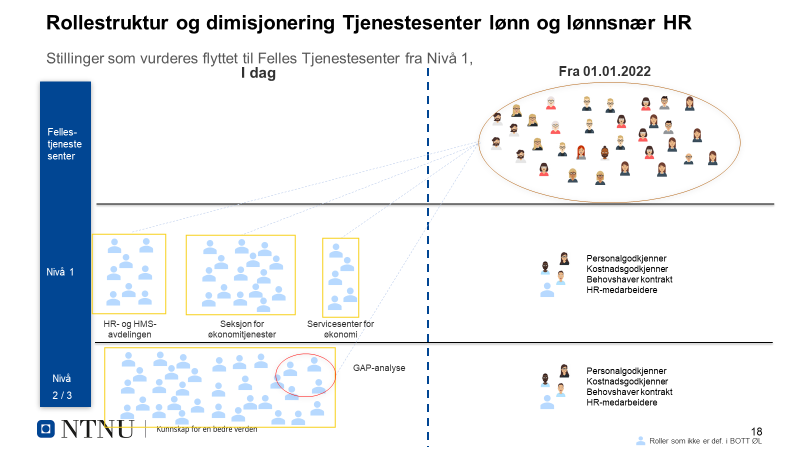 Rollestruktur og dimisjonering Tjenestesenter lønn og lønnsnær HR
Stillinger som vurderes flyttet til Felles Tjenestesenter fra Nivå 1,
I dag
Fra 01.01.2022
Felles-
tjeneste
senter
Nivå 1
HR- og HMS-
avdelingen
Seksjon for
økonomitjenester
Servicesenter for
økonomi
Personalgodkjenner
Kostnadsgodkjenner
Behovshaver kontrakt
HR-medarbeidere
Nivå
2 / 3
GAP-analyse
Personalgodkjenner
Kostnadsgodkjenner
Behovshaver kontrakt
HR-medarbeidere
NTNU
Kunnskap for en bedre verden
18
Roller som ikke er def. i BOTT ØL